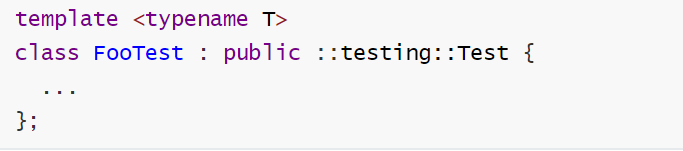 template <typename T>
class FooTest : public ::testing::Test {
  ...
};